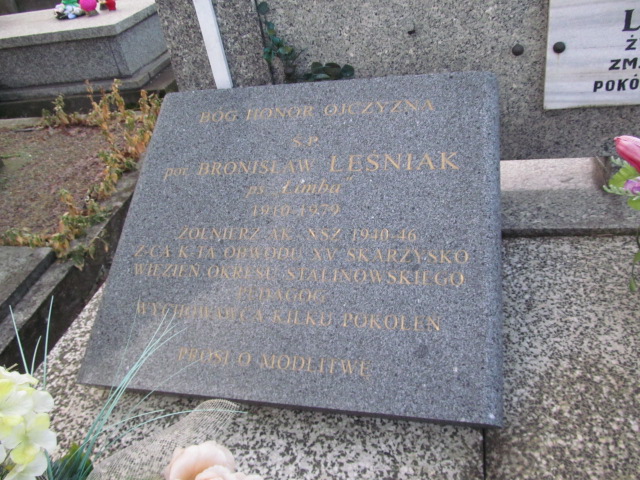 BÓG HONOR OJCZYZNA
Ś.P.
por. BRONISŁAW LEŚNIAK
ps. „Limba"
1919-1979
ŻOŁNIERZ AK, NSZ 1940-46
Z-CA K-TA OBWODU XV SKARŻYSKO
WIĘZIEŃ OKRESU STALINOWSKIEGO
PEDAGOG
WYCHOWAWCA KILKU POKOLEŃ
PROSI O MODLITWĘ